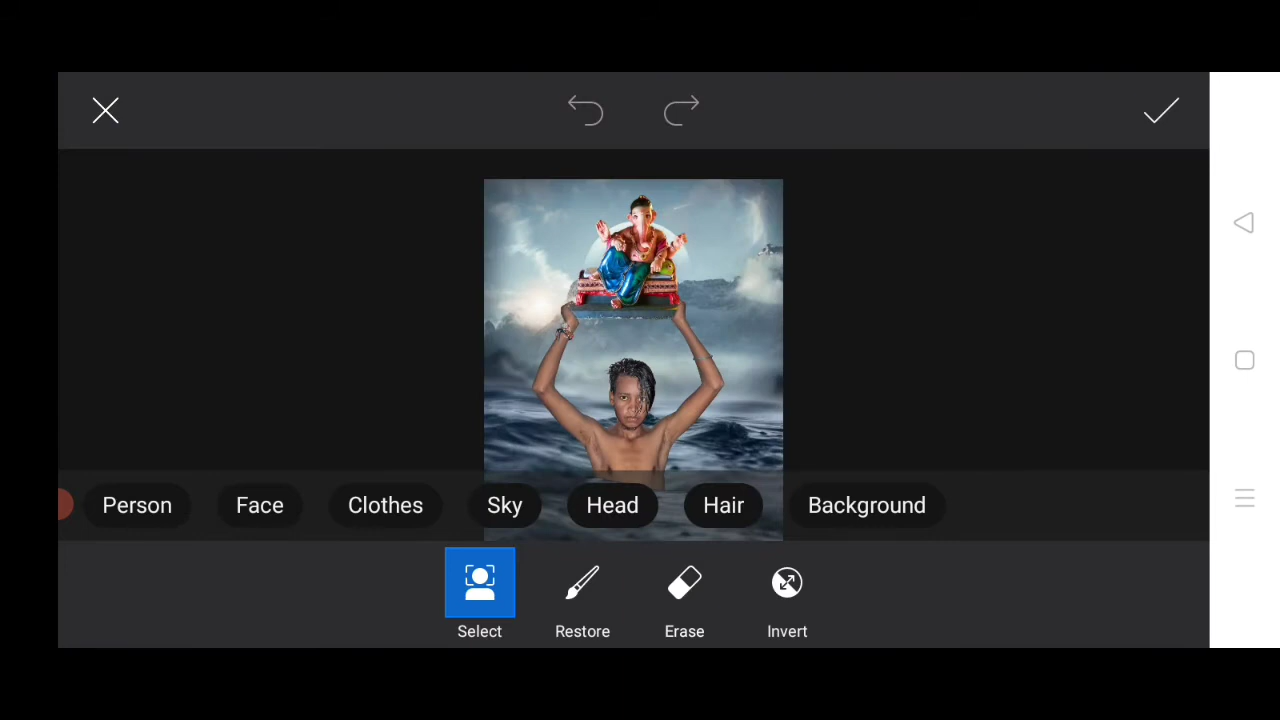 Person Face Clothes Sky Head Hair Background
Select Restore Erase Invert